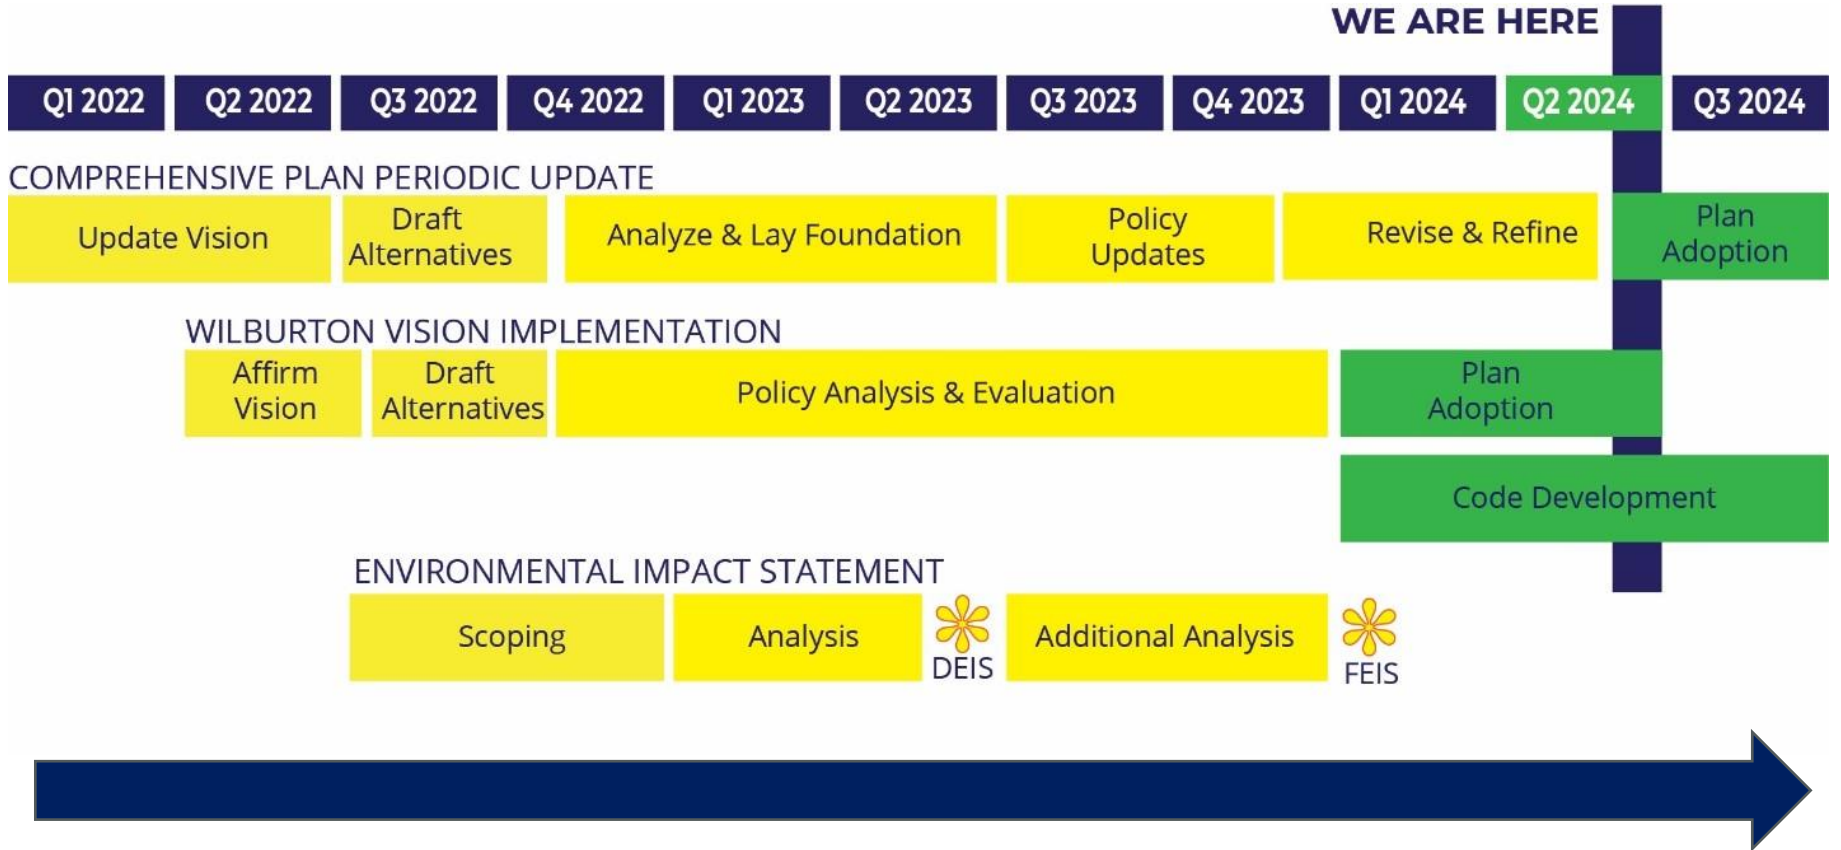 WE ARE HERE
Q1 2022 Q2 2022 Q3 2022 Q4 2022 Q1 2023 Q2 2023 Q3 2023 Q4 2023 Q1 2024 Q2 2024 Q3 2024
COMPREHENSIVE PLAN PERIODIC UPDATE
Update Vision
Draft
Alternatives
Analyze & Lay Foundation
Policy
Updates
Revise & Refine
Plan
Adoption
WILBURTON VISION IMPLEMENTATION
Affirm
Vision
Draft
Alternatives
Policy Analysis & Evaluation
Plan
Adoption
Code Development
ENVIRONMENTAL IMPACT STATEMENT
Scoping
Analysis
DEIS
Additional Analysis
FEIS